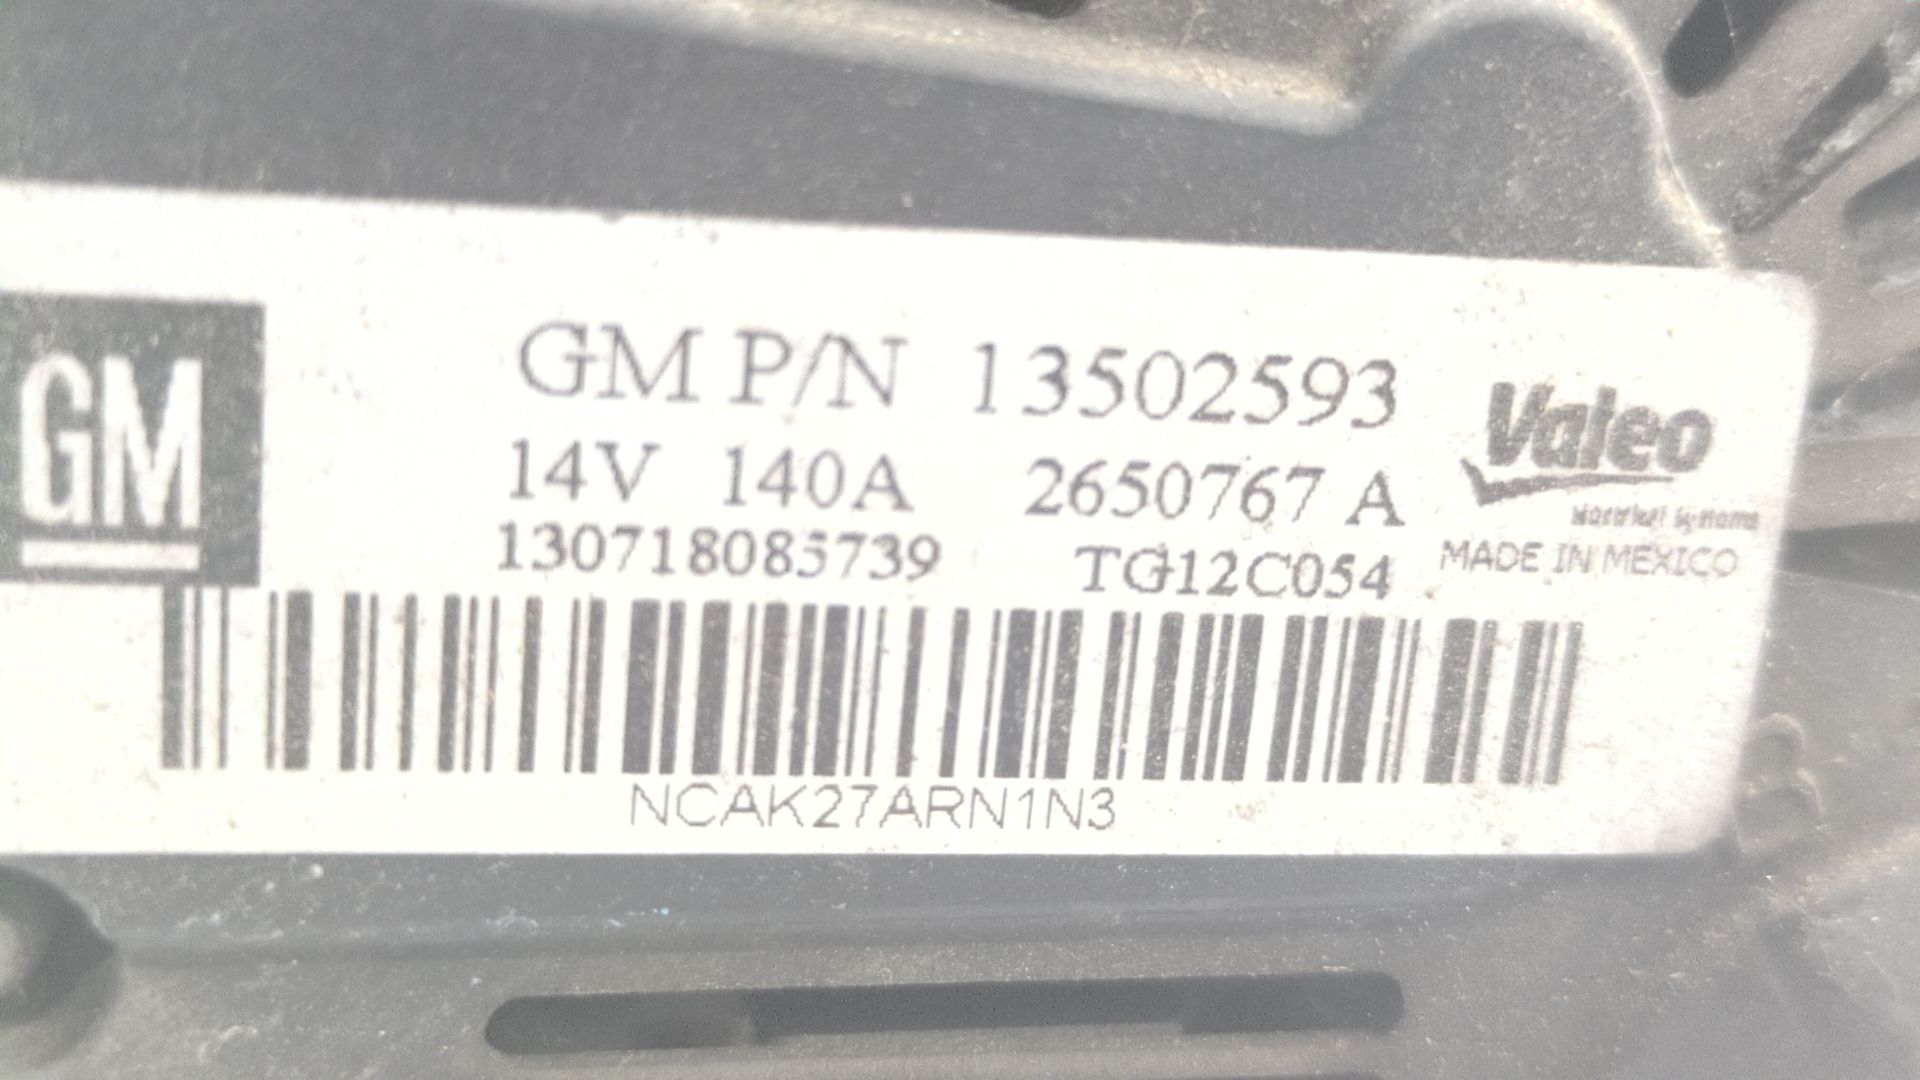 GM
GM P/N 13502593
14V 140A 2650767 A
130718085739 TG12C054
Valeo
MADE IN MEXICO
NCAK27ARN1N3